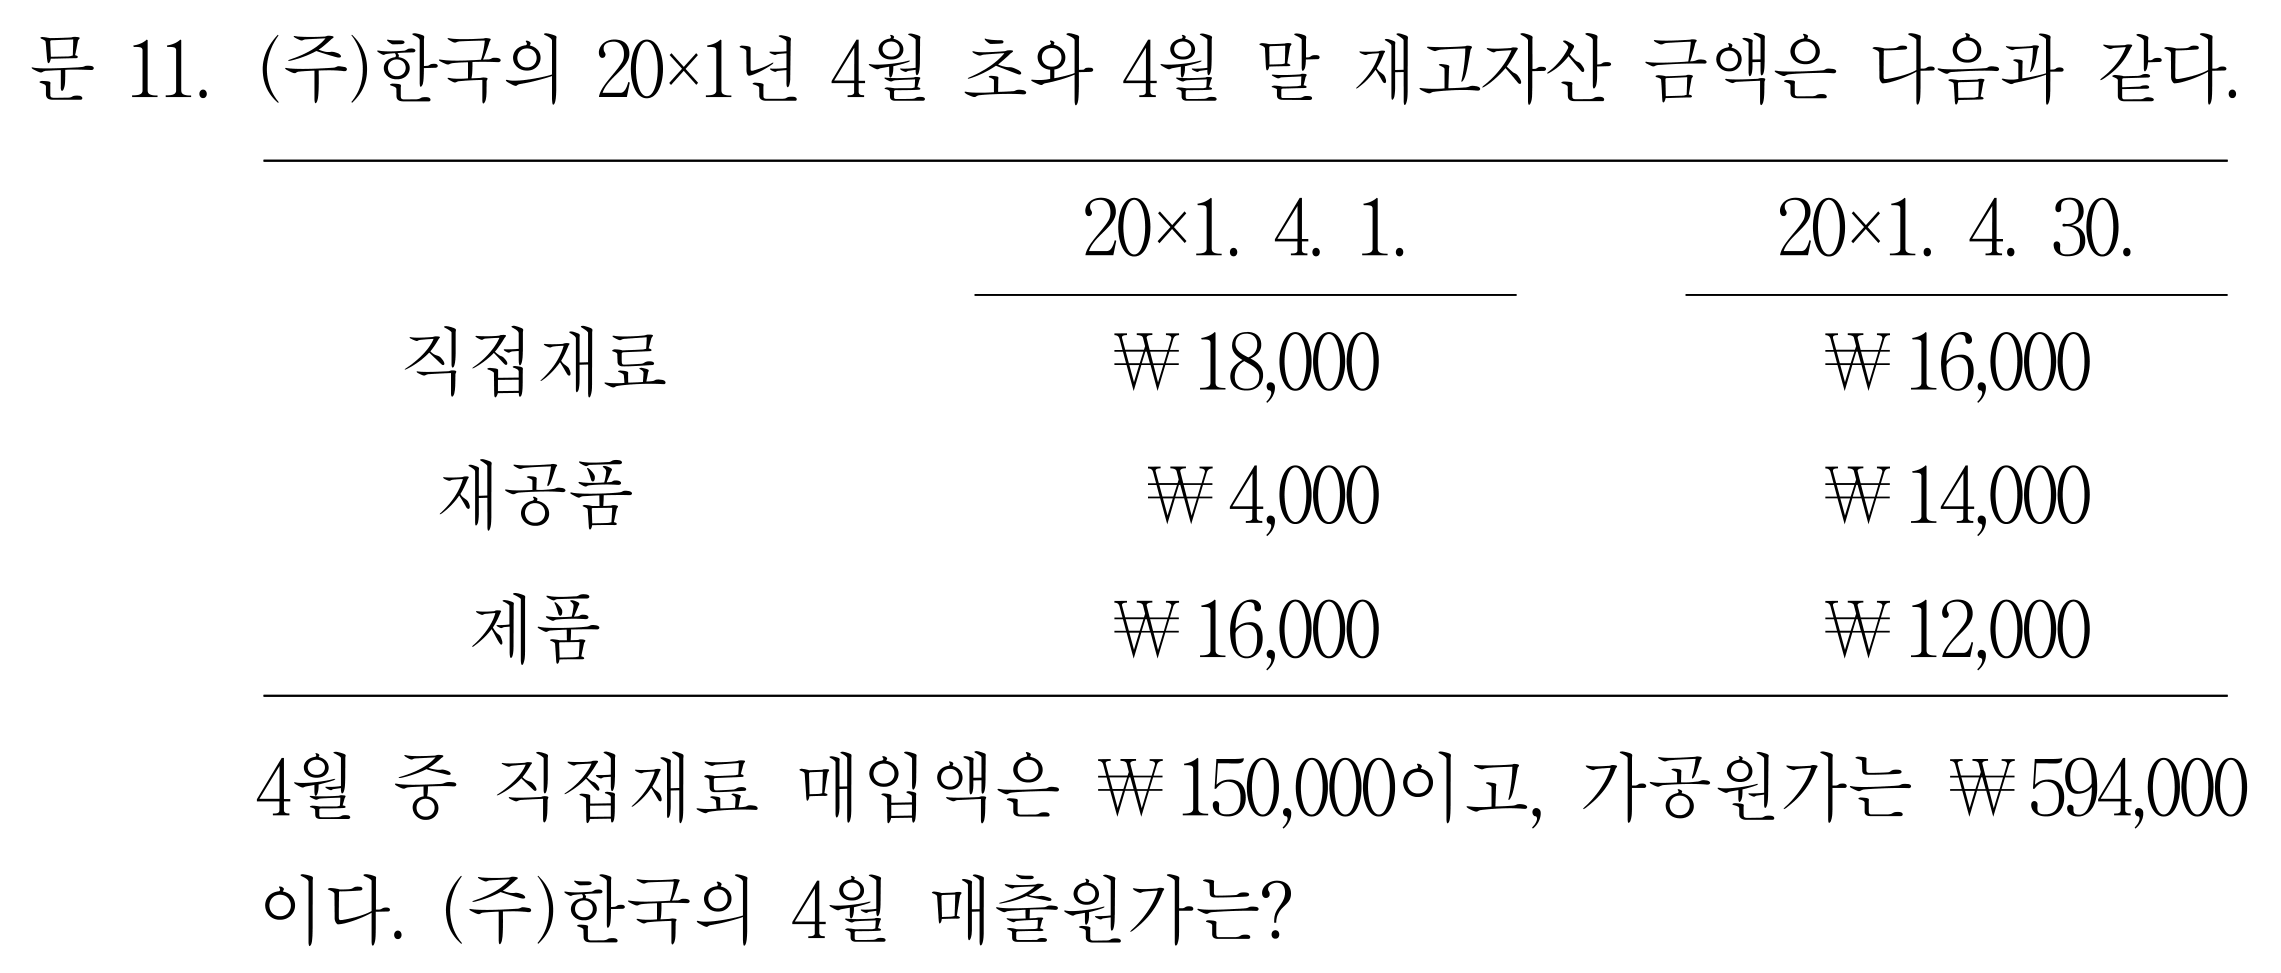 문 11. (주)한국의 20×1년 4월 초와 4월 말 재고자산 금액은 다음과 같다.
20×1. 4. 1. 20×1. 4. 30.
직접재료 ₩18,000 ₩16,000
재공품 ₩4,000 ₩14,000
제품 ₩16,000 ₩12,000
4월 중 직접재료 매입액은 ₩150,000이고, 가공원가는 ₩594,000
이다. (주)한국의 4월 매출원가는?